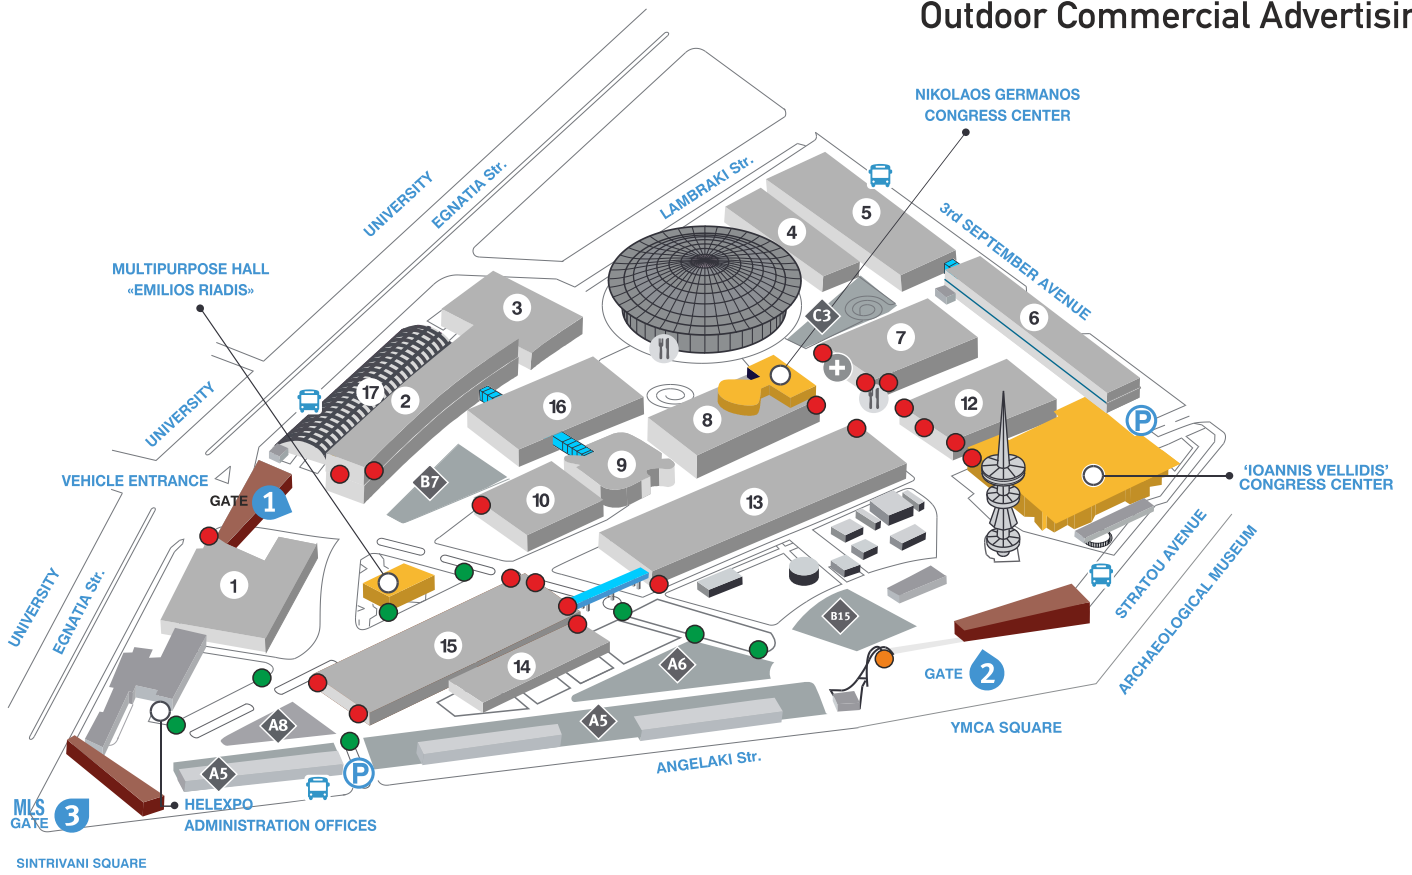 Outdoor Commercial Advertisin
NIKOLAOS GERMANOS
CONGRESS CENTER
UNIVERSITY
EGNATIA Str.
LAMBRAKI Str.
3rd SEPTEMBER AVENUE
5
4
C3
6
7
MULTIPURPOSE HALL
«EMILIOS RIADIS»
3
17
2
16
8
12
P
UNIVERSITY
VEHICLE ENTRANCE
GATE 1
B7
9
10
13
'IOANNIS VELLIDIS'
CONGRESS CENTER
STRATOU AVENUE
ARCHAEOLOGICAL MUSEUM
UNIVERSITY
EGNATIA Str.
1
15
14
A6
B15
GATE 2
YMCA SQUARE
A8
A5
A5
P
ANGELAKI Str.
MLS
GATE 3
HELEXPO
ADMINISTRATION OFFICES
SINTRIVANI SQUARE